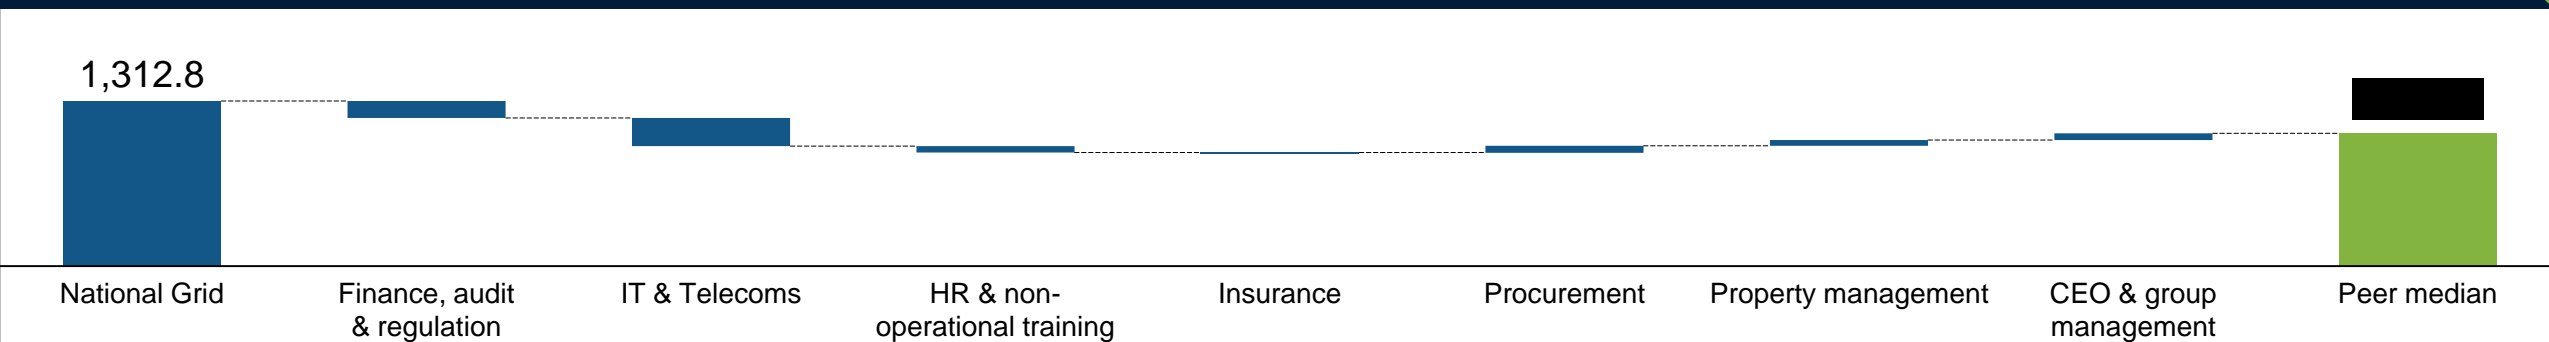 1,312.8
National Grid
Finance, audit
& regulation
IT & Telecoms
HR & non-
operational training
Insurance
Procurement
Property management
CEO & group
management
Peer median